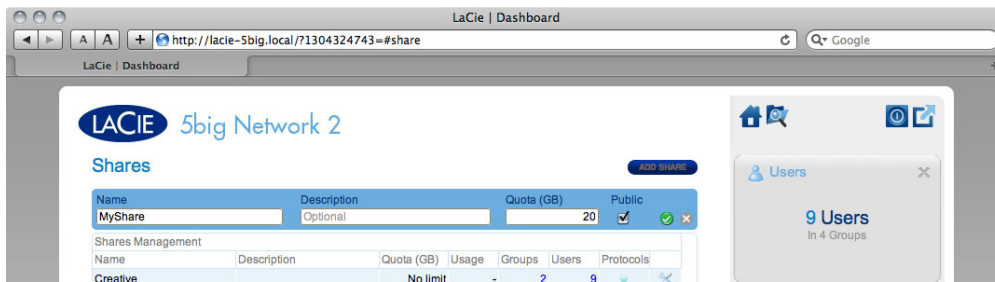 LaCie | Dashboard
A A + http://lacie-5big.local/?1304324743=#share Google
LaCie | Dashboard
LACIE 5big Network 2
Shares ADD SHARE
Users
Name Description Quota (GB) Public
MyShare Optional 20
9 Users
In 4 Groups
Shares Management
Name Description Quota (GB) Usage Groups Users Protocols
Creative No limit - 2 9